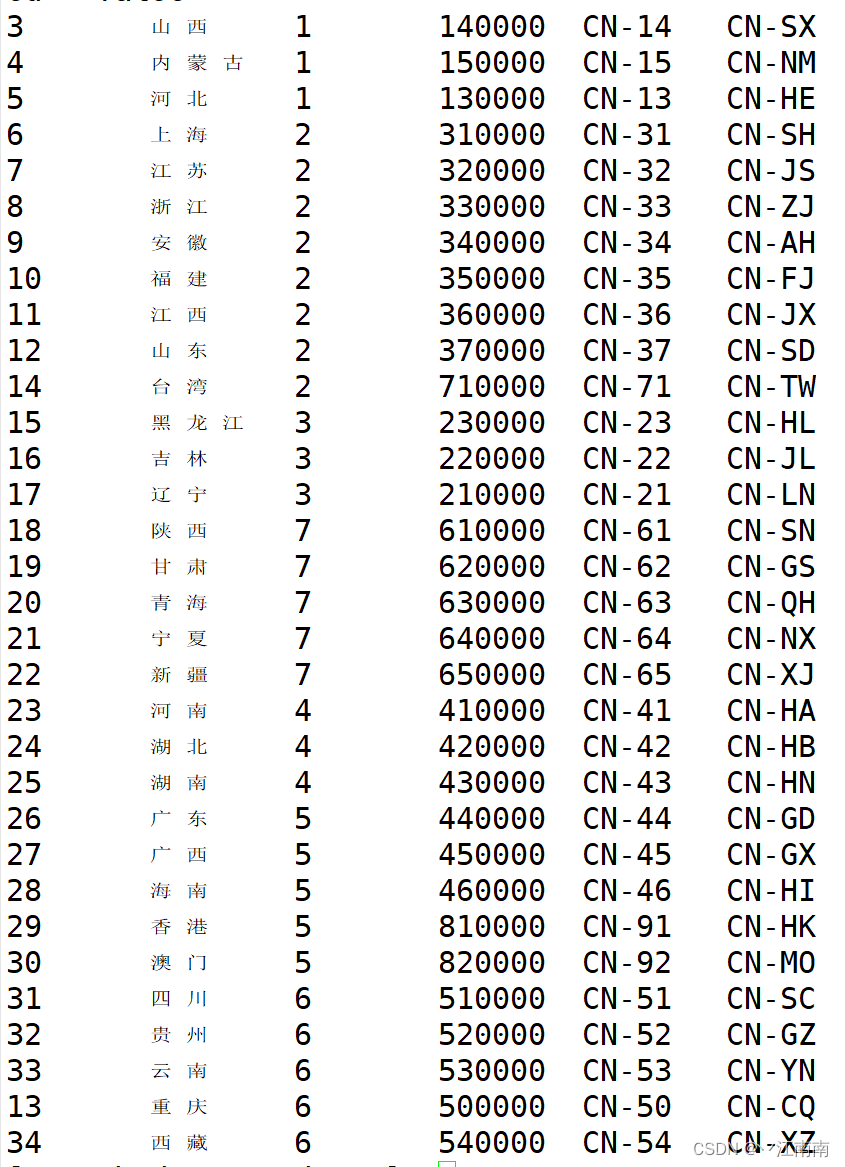 3 山西 1 140000 CN-14 CN-SX
4 内蒙古 1 150000 CN-15 CN-NM
5 河北 1 130000 CN-13 CN-HE
6 上海 2 310000 CN-31 CN-SH
7 江苏 2 320000 CN-32 CN-JS
8 浙江 2 330000 CN-33 CN-ZJ
9 安徽 2 340000 CN-34 CN-AH
10 福建 2 350000 CN-35 CN-FJ
11 江西 2 360000 CN-36 CN-JX
12 山东 2 370000 CN-37 CN-SD
14 台湾 2 710000 CN-71 CN-TW
15 黑龙江 3 230000 CN-23 CN-HL
16 吉林 3 220000 CN-22 CN-JL
17 辽宁 3 210000 CN-21 CN-LN
18 陕西 7 610000 CN-61 CN-SN
19 甘肃 7 620000 CN-62 CN-GS
20 青海 7 630000 CN-63 CN-QH
21 宁夏 7 640000 CN-64 CN-NX
22 新疆 7 650000 CN-65 CN-XJ
23 河南 4 410000 CN-41 CN-HA
24 湖北 4 420000 CN-42 CN-HB
25 湖南 4 430000 CN-43 CN-HN
26 广东 5 440000 CN-44 CN-GD
27 广西 5 450000 CN-45 CN-GX
28 海南 5 460000 CN-46 CN-HI
29 香港 5 810000 CN-91 CN-HK
30 澳门 5 820000 CN-92 CN-MO
31 四川 6 510000 CN-51 CN-SC
32 贵州 6 520000 CN-52 CN-GZ
33 云南 6 530000 CN-53 CN-YN
13 重庆 6 500000 CN-50 CN-CQ
34 西藏 6 540000 CN-54 CN-XZ
CSDN 江南南